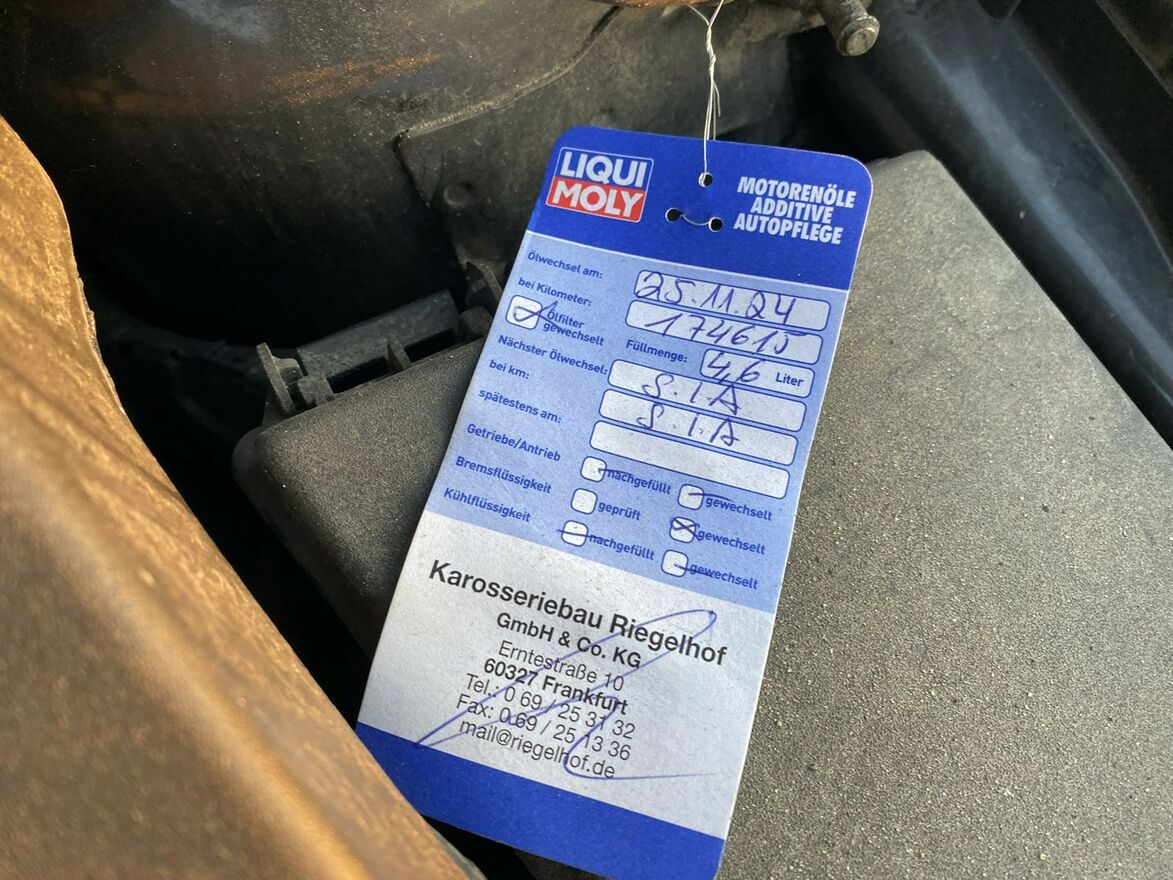 LIQUI
MOLY
MOTORENÖLE
ADDITIVE
AUTOPFLEGE
Ölwechsel am: 25.11.24
bei Kilometer: 174615
Ölfilter
gewechselt
Füllmenge: 4,6 Liter
Nächster Ölwechsel:
bei km: S.I.A
spätestens am: S.I.A
Getriebe/Antrieb nachgefüllt gewechselt
Bremsflüssigkeit geprüft gewechselt
Kühlflüssigkeit nachgefüllt gewechselt
Karosseriebau Riegelhof
GmbH & Co. KG
Erntestraße 10
60327 Frankfurt
Tel.: 0 69 / 25 31 32
Fax: 0 69 / 25 13 36
mail@riegelhof.de